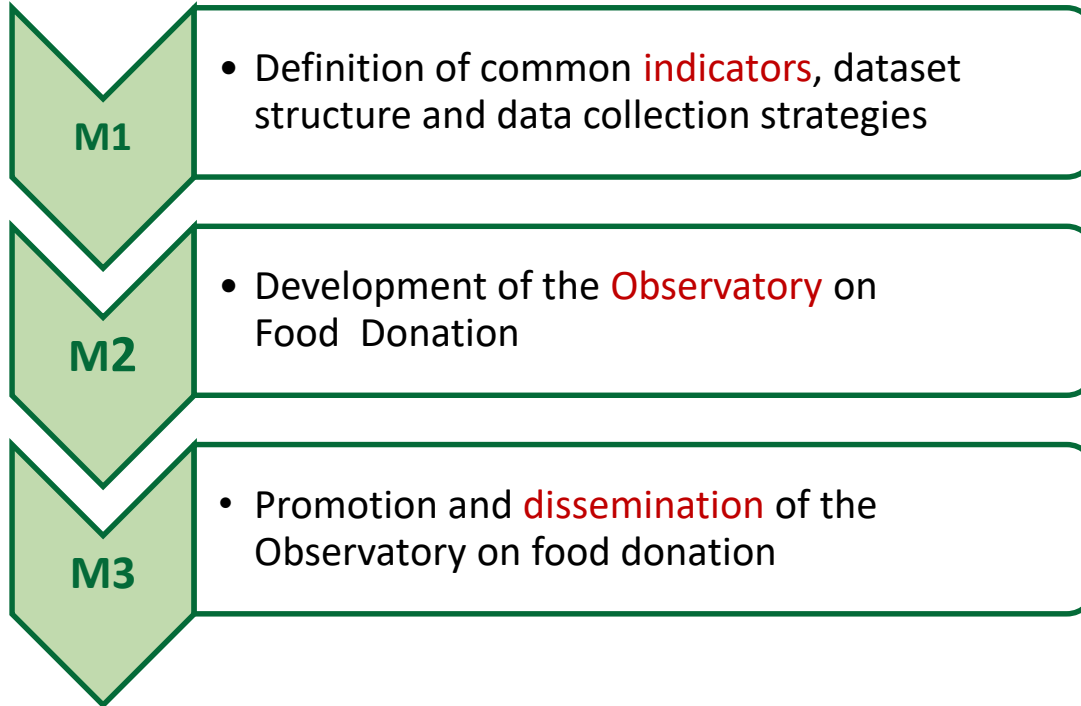 M1
• Definition of common indicators, dataset
structure and data collection strategies
M2
• Development of the Observatory on
Food  Donation
M3
• Promotion and dissemination of the
Observatory on food donation